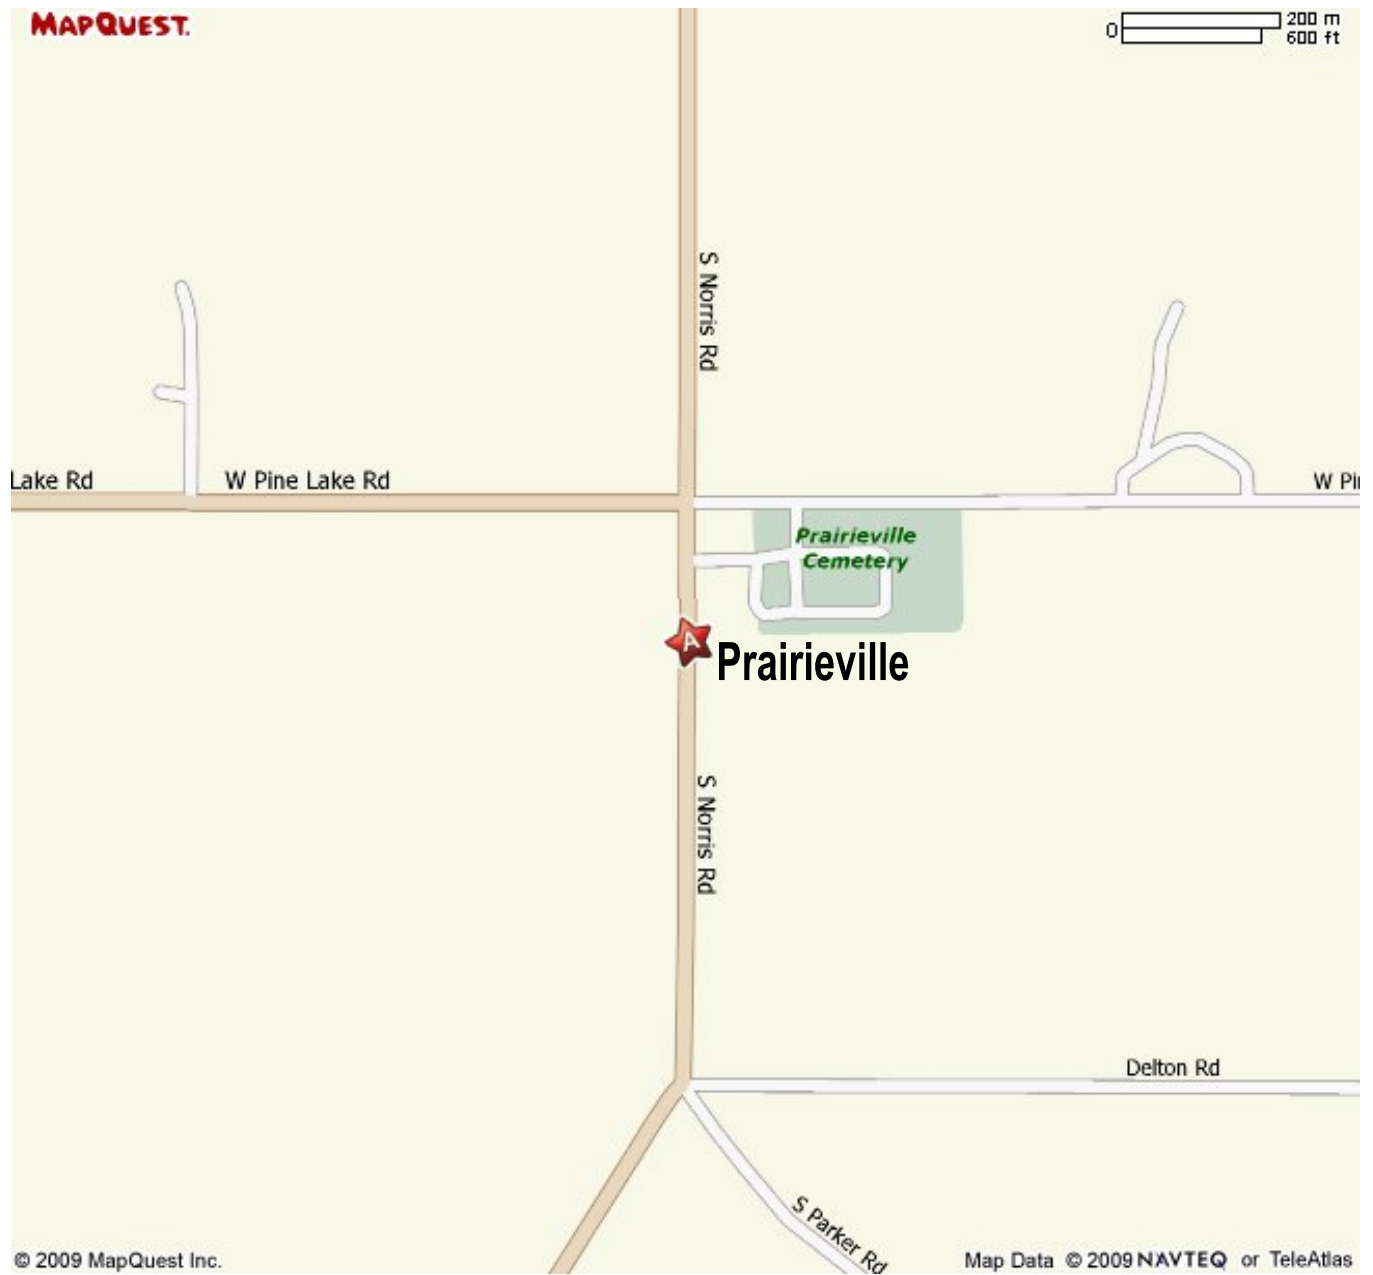 MAPQUEST.
0
200 m
600 ft
S Norris Rd
Lake Rd
W Pine Lake Rd
W Pin
Prairieville
Cemetery
A
Prairieville
S Norris Rd
Delton Rd
S Parker Rd
© 2009 MapQuest Inc.
Map Data © 2009 NAVTEQ or TeleAtlas